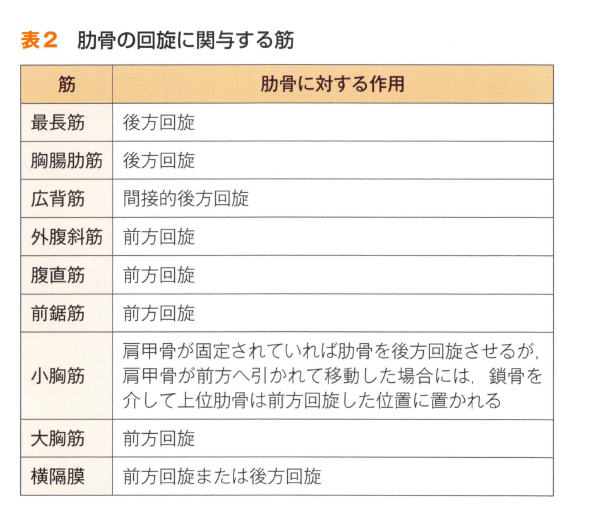 表2 肋骨の回旋に関与する筋
筋 肋骨に対する作用
最長筋 後方回旋
胸腸肋筋 後方回旋
広背筋 間接的後方回旋
外腹斜筋 前方回旋
腹直筋 前方回旋
前鋸筋 前方回旋
小胸筋 肩甲骨が固定されていれば肋骨を後方回旋させるが，
肩甲骨が前方へ引かれて移動した場合には，鎖骨を
介して上位肋骨は前方回旋した位置に置かれる
大胸筋 前方回旋
横隔膜 前方回旋または後方回旋